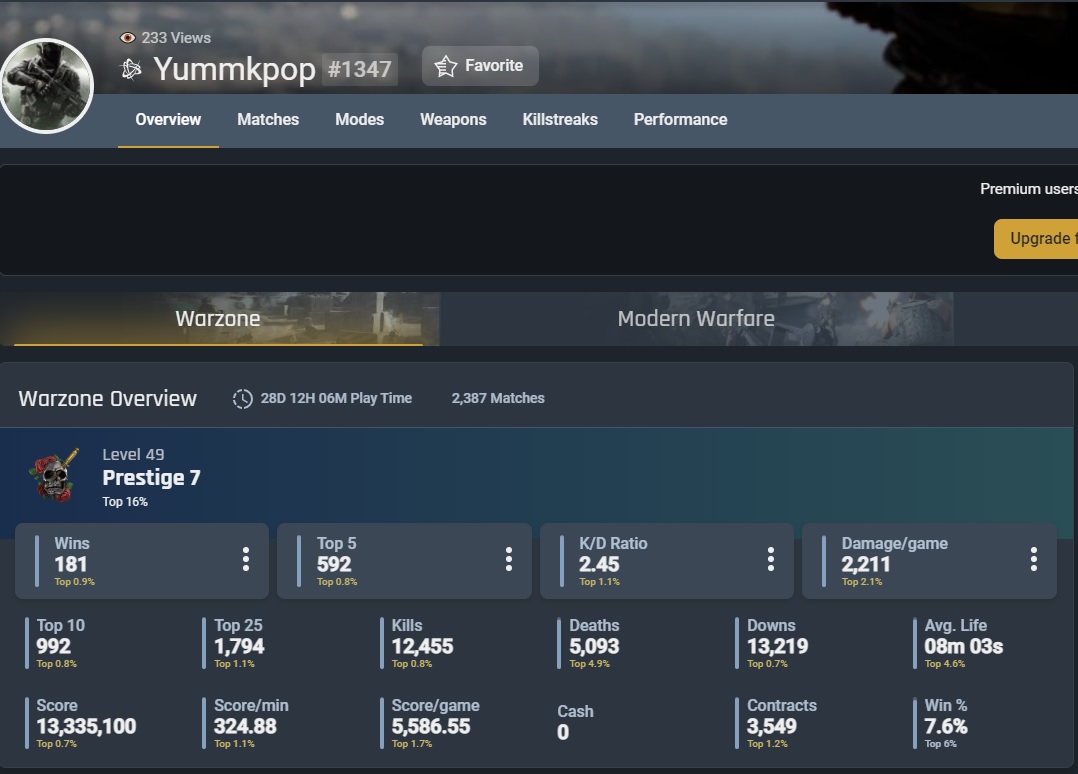 233 Views
Yummkpop #1347
Favorite
Overview Matches Modes Weapons Killstreaks Performance
Premium users
Upgrade f
Warzone Modern Warfare
Warzone Overview 28D 12H 06M Play Time 2,387 Matches
Level 49
Prestige 7
Top 16%
Wins
181
Top 0.9%
Top 5
592
Top 0.8%
K/D Ratio
2.45
Top 1.1%
Damage/game
2,211
Top 2.1%
Top 10
992
Top 0.8%
Top 25
1,794
Top 1.1%
Kills
12,455
Top 0.8%
Deaths
5,093
Top 4.9%
Downs
13,219
Top 0.7%
Avg. Life
08m 03s
Top 4.6%
Score
13,335,100
Top 0.7%
Score/min
324.88
Top 1.1%
Score/game
5,586.55
Top 1.7%
Cash
0
Contracts
3,549
Top 1.2%
Win %
7.6%
Top 6%